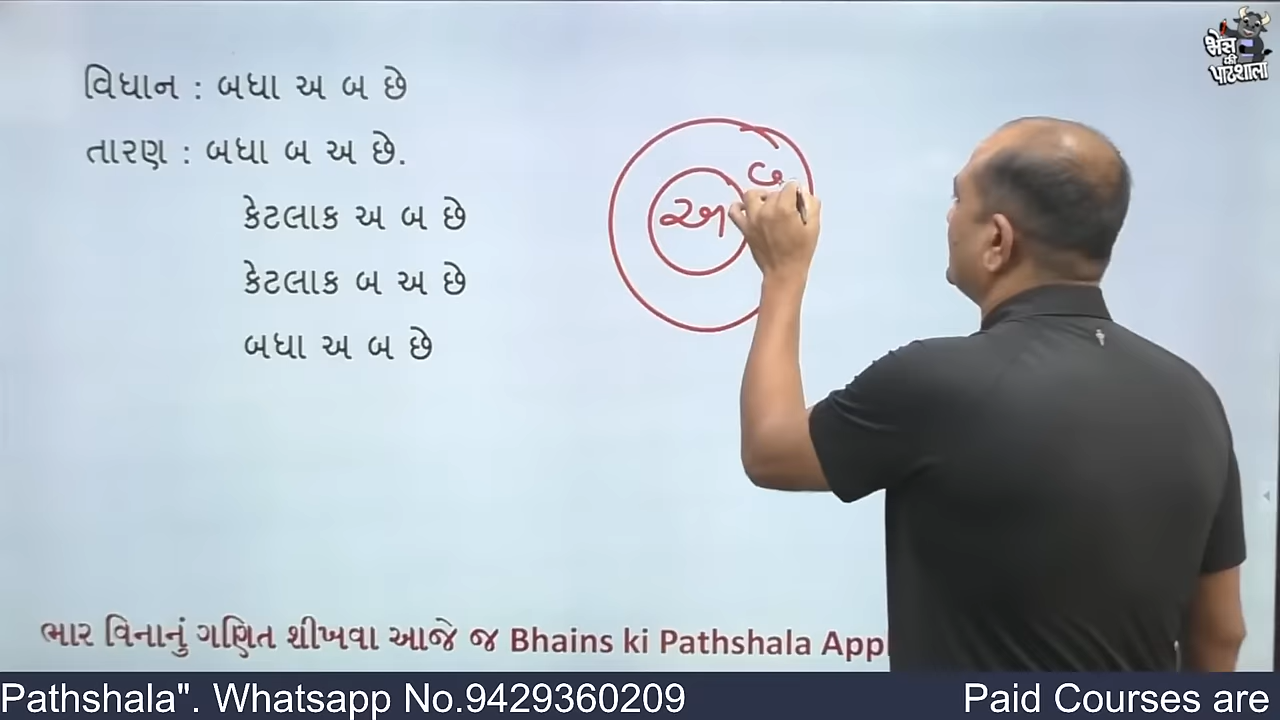 भैंस
की
पाठशाला
વિધાન : બધા અ બ છે
તારણ : બધા બ અ છે.
કેટલાક અ બ છે
કેટલાક બ અ છે
બધા અ બ છે
અ
ભાર વિનાનું ગણિત શીખવા આજે જ Bhains ki Pathshala App
Pathshala". Whatsapp No.9429360209 Paid Courses are